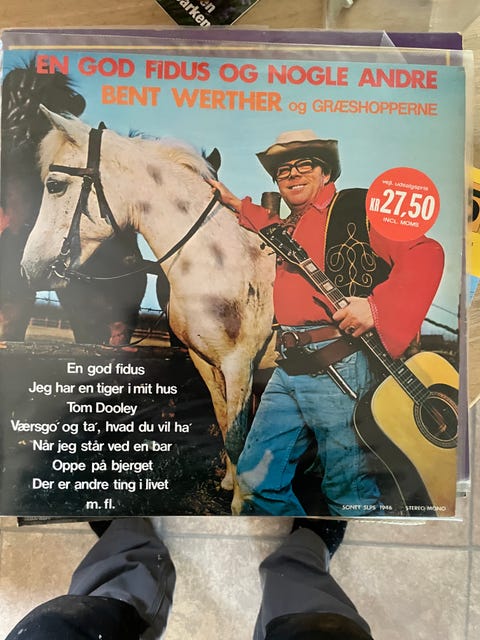 EN GOD FIDUS OG NOGLE ANDRE
BENT WERTHER OG GRÆSHOPPERNE
vejl. udsalgspris
KR 27,50
INCL. MOMS
En god fidus
Jeg har en tiger i mit hus
Tom Dooley
Værsgo' og ta', hvad du vil ha'
Når jeg står ved en bar
Oppe på bjerget
Der er andre ting i livet
m. fl.
SONET SLPS 1946 STEREO/MONO